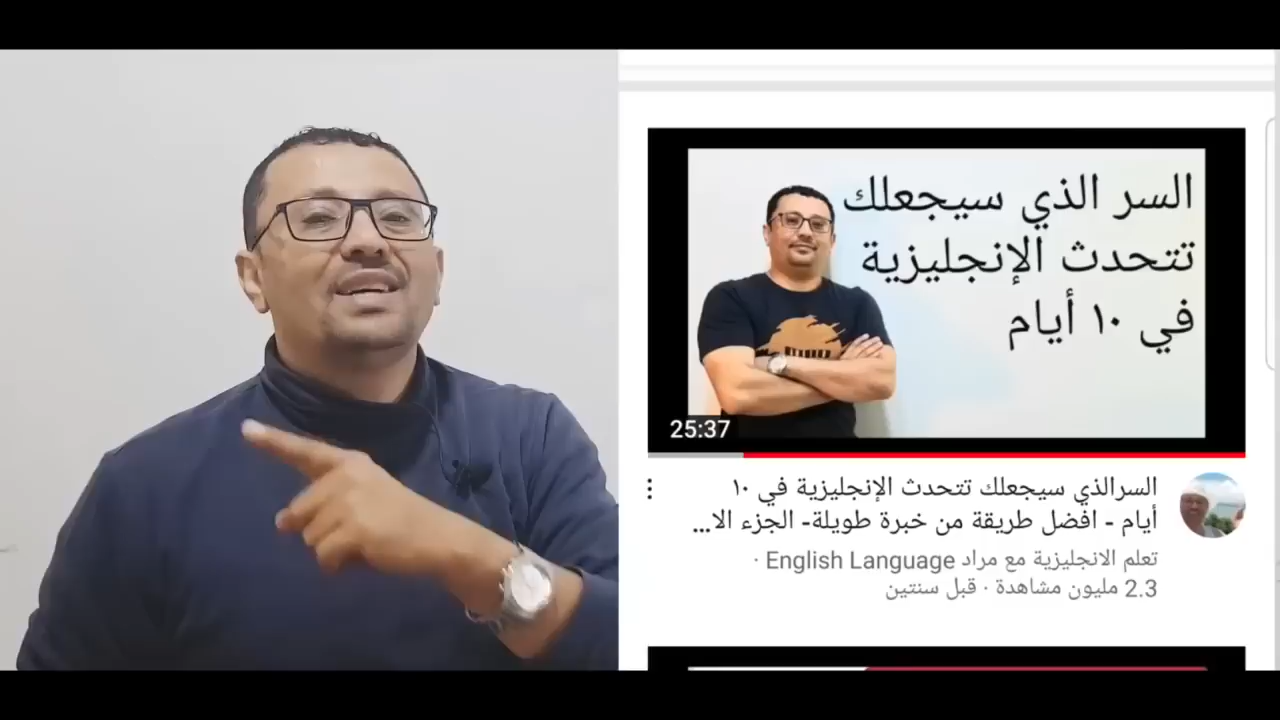 السر الذي سيجعلك
تتحدث الإنجليزية
في ١٠ أيام
25:37
السرالذي سيجعلك تتحدث الإنجليزية في ١٠
أيام - افضل طريقة من خبرة طويلة- الجزء الا...
تعلم الانجليزية مع مراد English Language ·
2.3 مليون مشاهدة · قبل سنتين